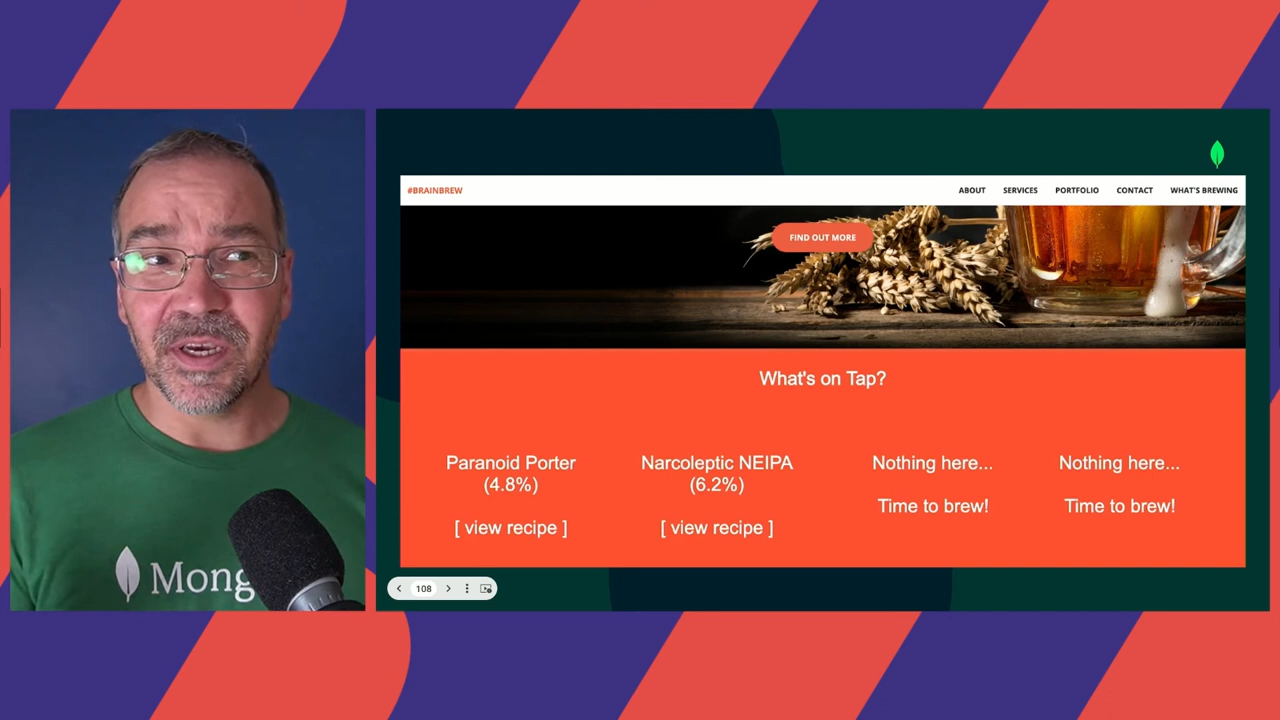 #BRAINBREW
ABOUT SERVICES PORTFOLIO CONTACT WHAT'S BREWING
FIND OUT MORE
What's on Tap?
Paranoid Porter
(4.8%)
[ view recipe ]
Narcoleptic NEIPA
(6.2%)
[ view recipe ]
Nothing here...
Time to brew!
Nothing here...
Time to brew!
108
Mong